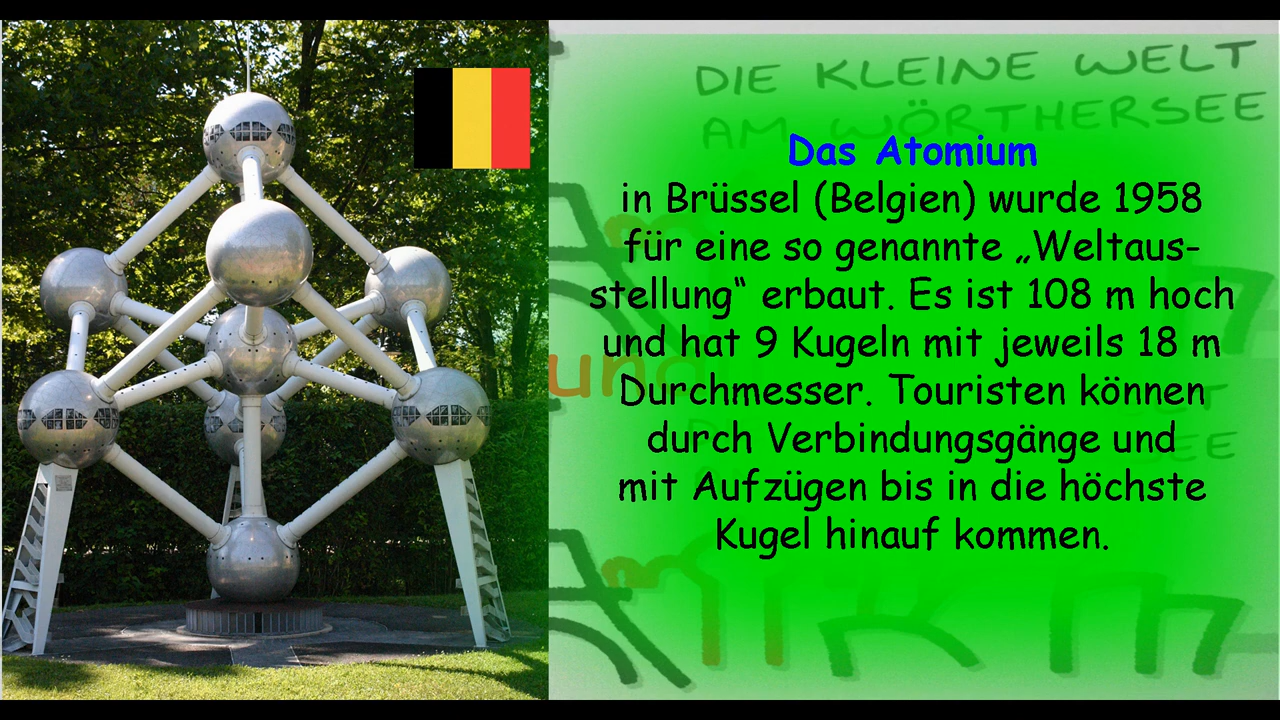 DIE KLEINE WELT
AM WÖRTHERSEE
Das Atomium
in Brüssel (Belgien) wurde 1958
für eine so genannte „Weltaus-
stellung“ erbaut. Es ist 108 m hoch
und hat 9 Kugeln mit jeweils 18 m
Durchmesser. Touristen können
durch Verbindungsgänge und
mit Aufzügen bis in die höchste
Kugel hinauf kommen.
und